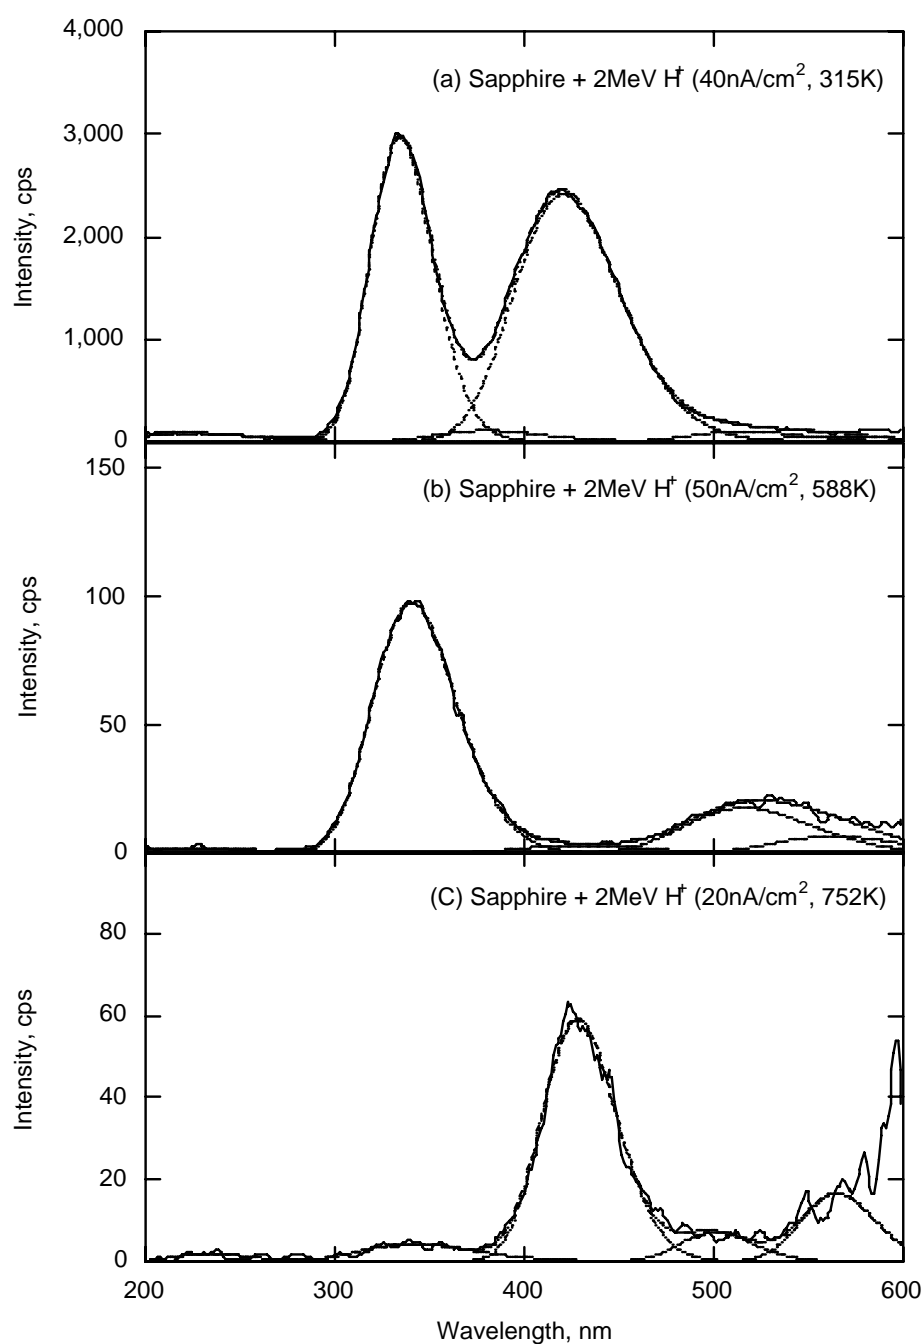 4,000
(a) Sapphire + 2MeV H⁺ (40nA/cm², 315K)
3,000
Intensity, cps
2,000
1,000
0
150
(b) Sapphire + 2MeV H⁺ (50nA/cm², 588K)
100
Intensity, cps
50
0
(C) Sapphire + 2MeV H⁺ (20nA/cm², 752K)
80
60
Intensity, cps
40
20
0
200 300 400 500 600
Wavelength, nm